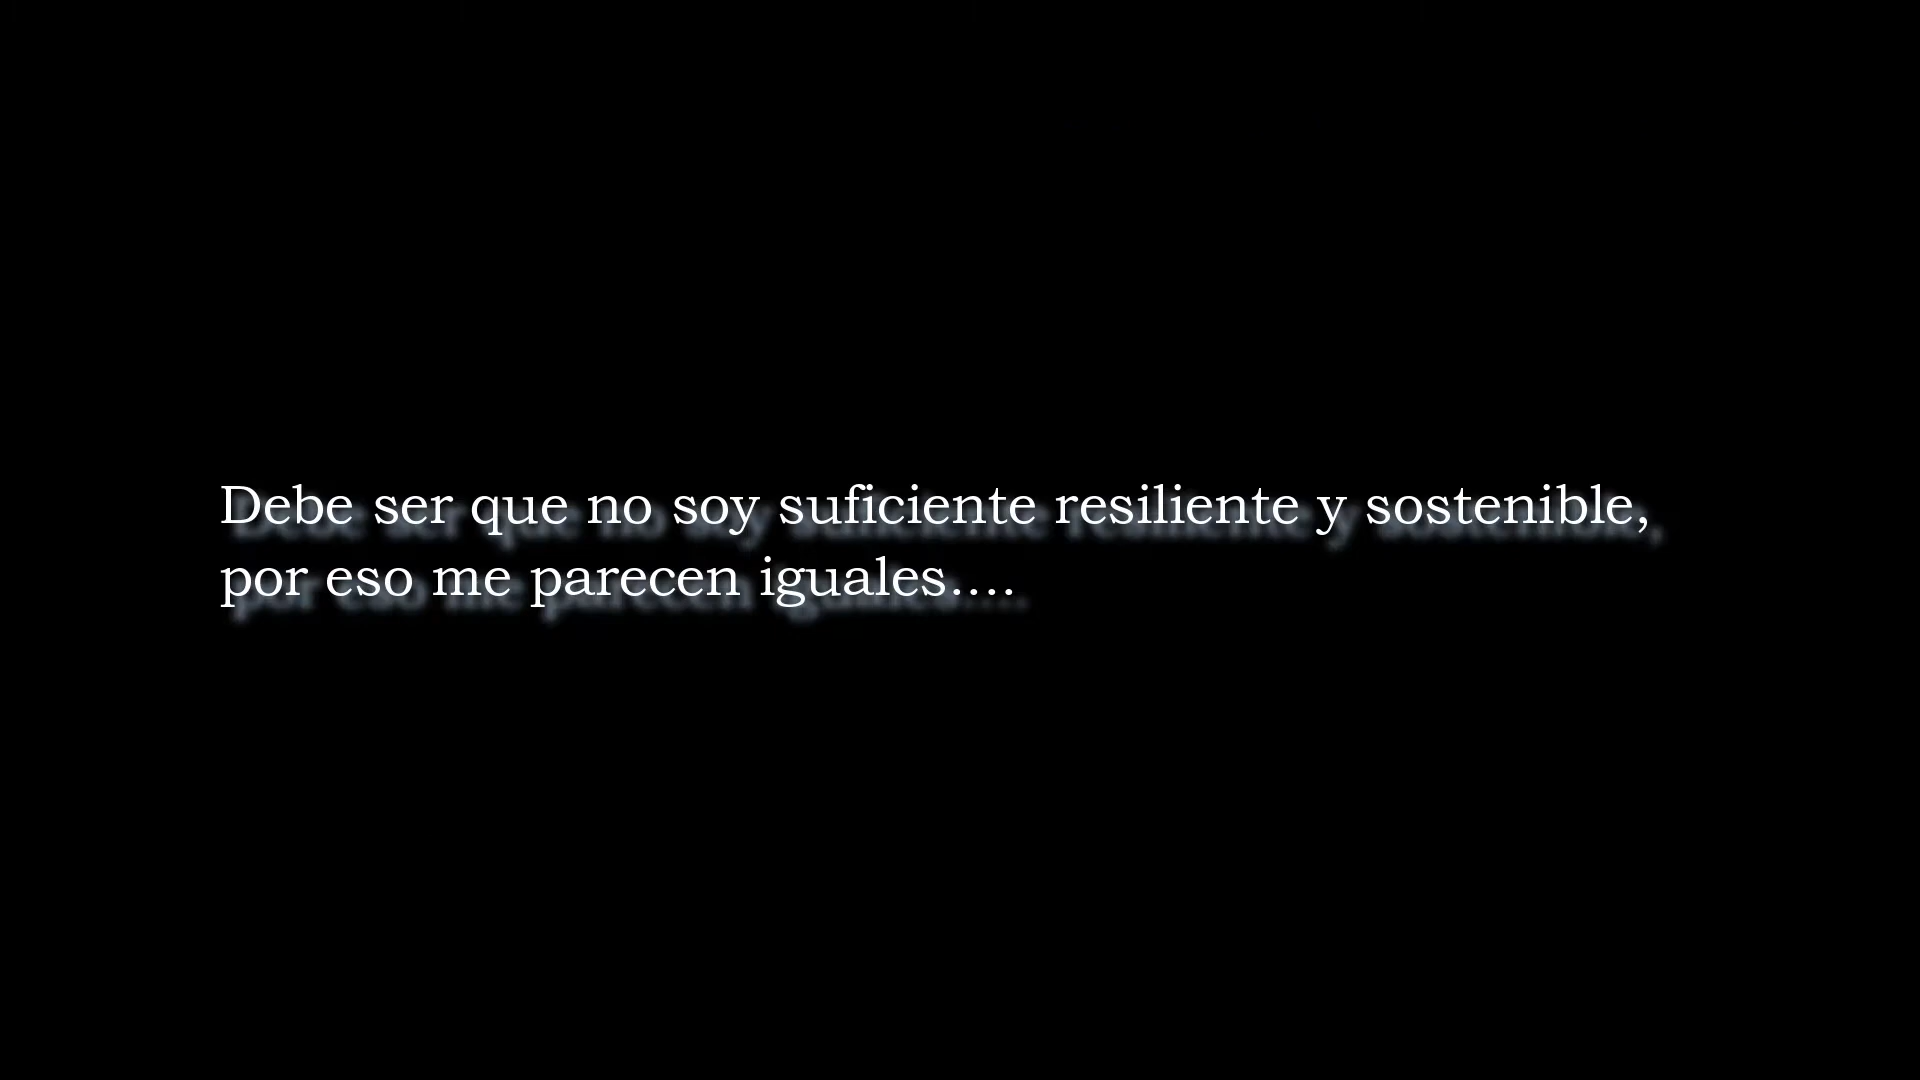 Debe ser que no soy suficiente resiliente y sostenible,
por eso me parecen iguales....